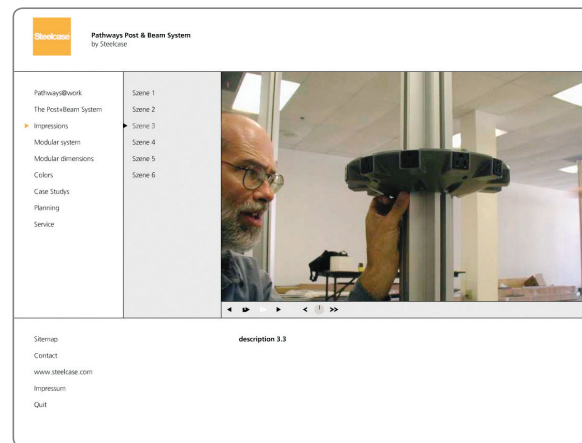 Steelcase
Pathways Post & Beam System
by Steelcase
Pathways@work
The Post+Beam System
Impressions
Modular system
Modular dimensions
Colors
Case Studys
Planning
Service
Szene 1
Szene 2
Szene 3
Szene 4
Szene 5
Szene 6
description 3.3
Sitemap
Contact
www.steelcase.com
Impressum
Quit